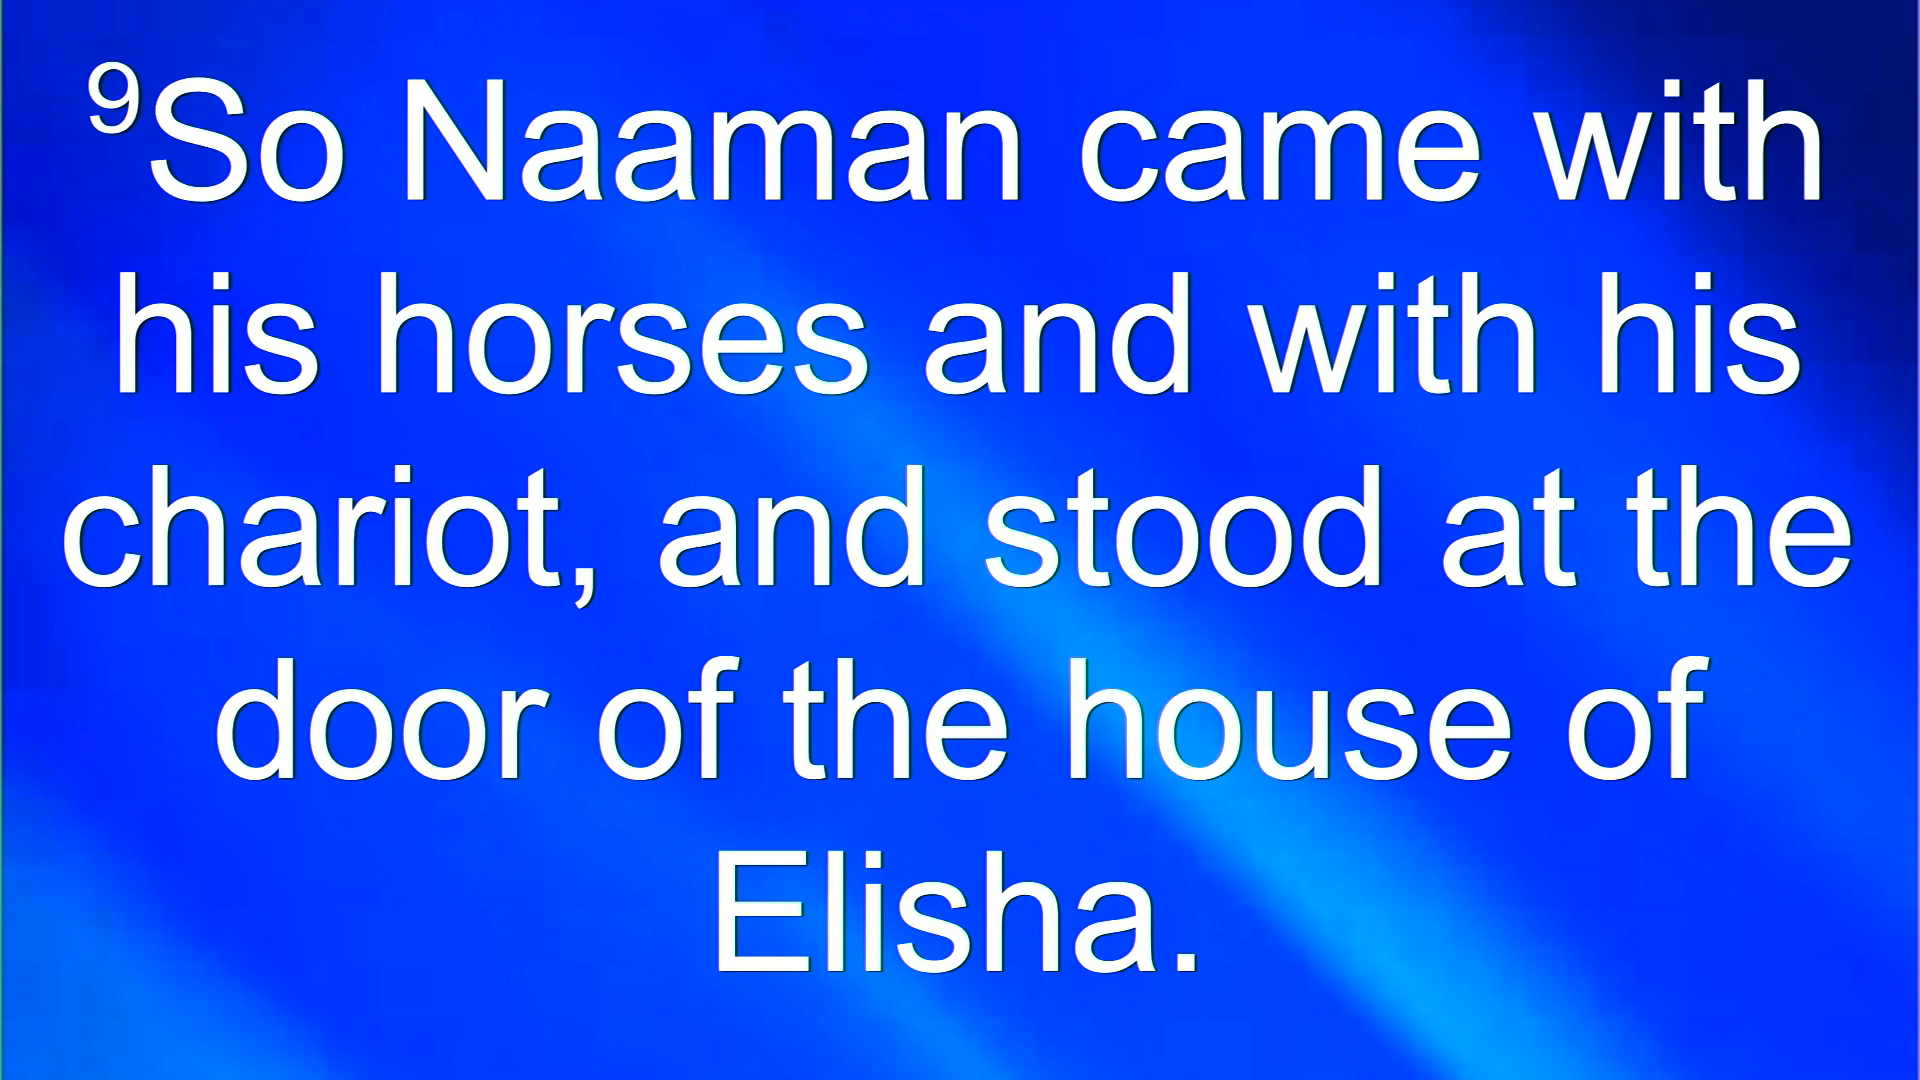 ⁹So Naaman came with
his horses and with his
chariot, and stood at the
door of the house of
Elisha.